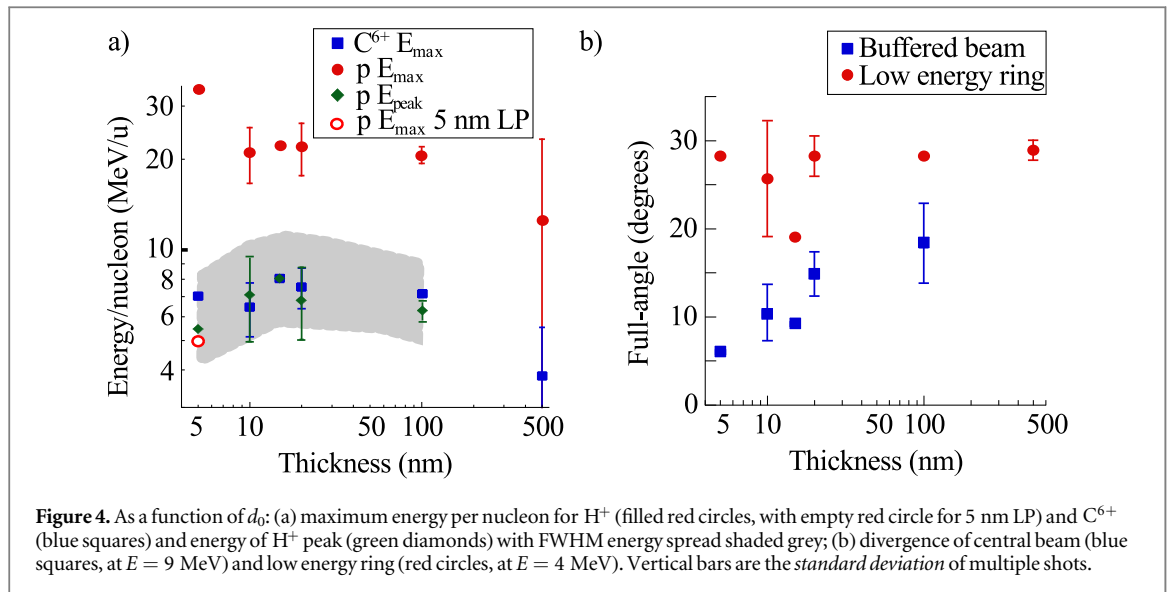 a)
C⁶⁺ Eₘₐₓ
p Eₘₐₓ
p Eₚₑₐₖ
p Eₘₐₓ 5 nm LP
Energy/nucleon (MeV/u)
30
20
10
8
6
4
5 10 50 100 500
Thickness (nm)
b)
Buffered beam
Low energy ring
Full-angle (degrees)
30
20
10
0
5 10 50 100 500
Thickness (nm)
Figure 4. As a function of d₀: (a) maximum energy per nucleon for H⁺ (filled red circles, with empty red circle for 5 nm LP) and C⁶⁺
(blue squares) and energy of H⁺ peak (green diamonds) with FWHM energy spread shaded grey; (b) divergence of central beam (blue
squares, at E = 9 MeV) and low energy ring (red circles, at E = 4 MeV). Vertical bars are the standard deviation of multiple shots.